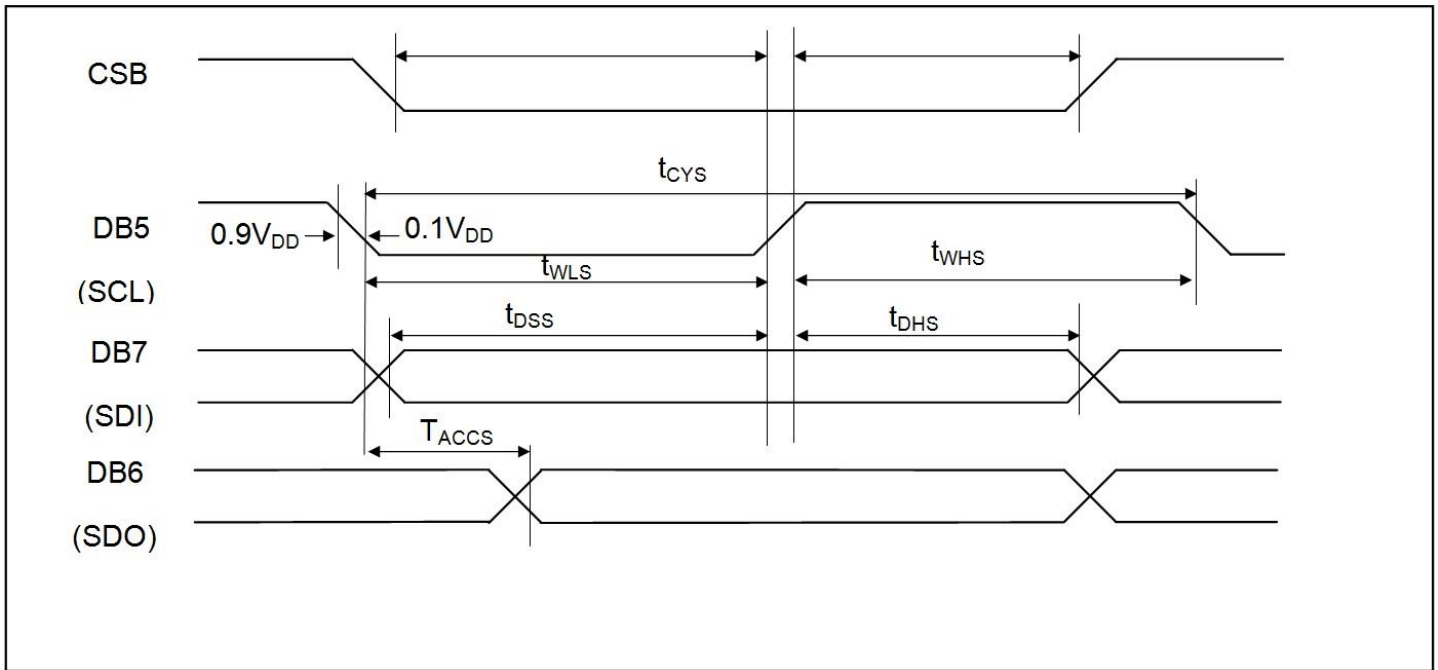 CSB
tCYS
DB5
0.9VDD
0.1VDD
(SCL)
tWLS
tWHS
tDSS
tDHS
DB7
(SDI)
TACCS
DB6
(SDO)